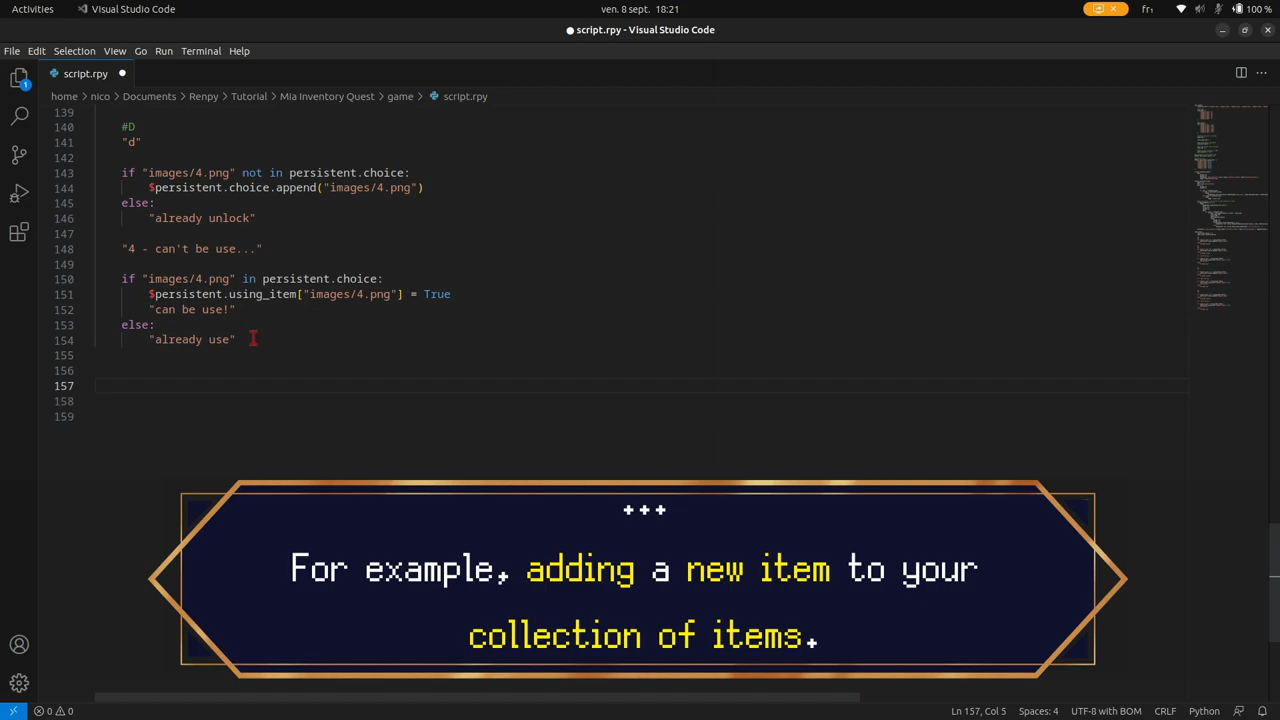 Activities
Visual Studio Code
ven. 8 sept. 18:21
fr₁
100 %
script.rpy - Visual Studio Code
File Edit Selection View Go Run Terminal Help
script.rpy
home > nico > Documents > Renpy > Tutorial > Mia Inventory Quest > game > script.rpy
139
140 #D
141 "d"
142
143 if "images/4.png" not in persistent.choice:
144 $persistent.choice.append("images/4.png")
145 else:
146 "already unlock"
147
148 "4 - can't be use..."
149
150 if "images/4.png" in persistent.choice:
151 $persistent.using_item["images/4.png"] = True
152 "can be use!"
153 else:
154 "already use"
155
156
157
158
159
+++
For example, adding a new item to your
collection of items.
1
0 0
Ln 157, Col 5 Spaces: 4 UTF-8 with BOM CRLF Python